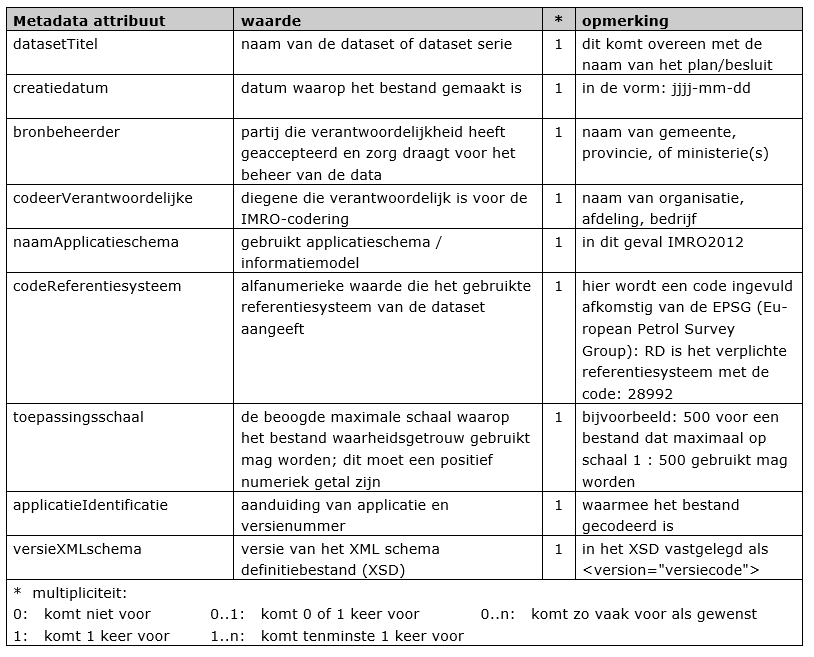 Metadata attribuut waarde * opmerking
datasetTitel naam van de dataset of dataset serie 1 dit komt overeen met de
naam van het plan/besluit
creatiedatum datum waarop het bestand gemaakt is 1 in de vorm: jjjj-mm-dd
bronbeheerder partij die verantwoordelijkheid heeft 1 naam van gemeente,
geaccepteerd en zorg draagt voor het provincie, of ministerie(s)
beheer van de data
codeerVerantwoordelijke diegene die verantwoordelijk is voor de 1 naam van organisatie,
IMRO-codering afdeling, bedrijf
naamApplicatieschema gebruikt applicatieschema / 1 in dit geval IMRO2012
informatiemodel
codeReferentiesysteem alfanumerieke waarde die het gebruikte 1 hier wordt een code ingevuld
referentiesysteem van de dataset afkomstig van de EPSG (Eu-
aangeeft ropean Petrol Survey
Group): RD is het verplichte
referentiesysteem met de
code: 28992
toepassingsschaal de beoogde maximale schaal waarop 1 bijvoorbeeld: 500 voor een
het bestand waarheidsgetrouw gebruikt bestand dat maximaal op
mag worden; dit moet een positief schaal 1 : 500 gebruikt mag
numeriek getal zijn worden
applicatieIdentificatie aanduiding van applicatie en 1 waarmee het bestand
versienummer gecodeerd is
versieXMLschema versie van het XML schema 1 in het XSD vastgelegd als
definitiebestand (XSD) <version="versiecode">
* multipliciteit:
0: komt niet voor 0..1: komt 0 of 1 keer voor 0..n: komt zo vaak voor als gewenst
1: komt 1 keer voor 1..n: komt tenminste 1 keer voor